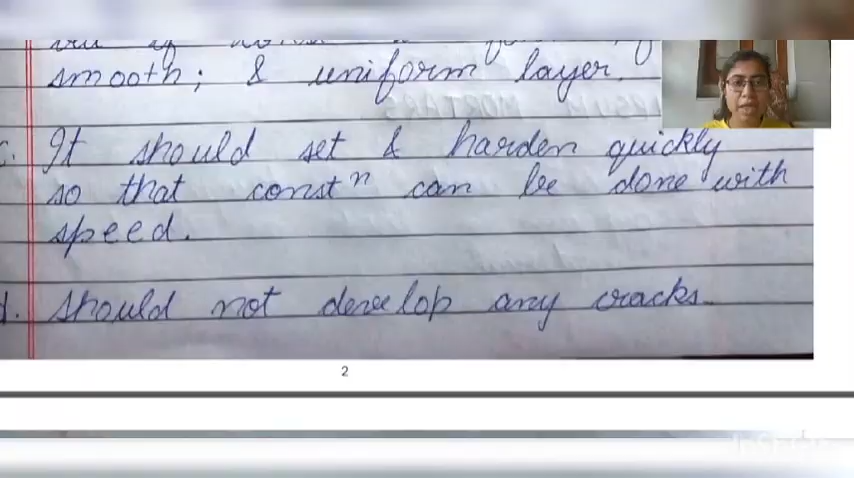 smooth; & uniform layer.
c. It should set & harden quickly
so that constⁿ can be done with
speed.
d. should not develop any cracks.
2